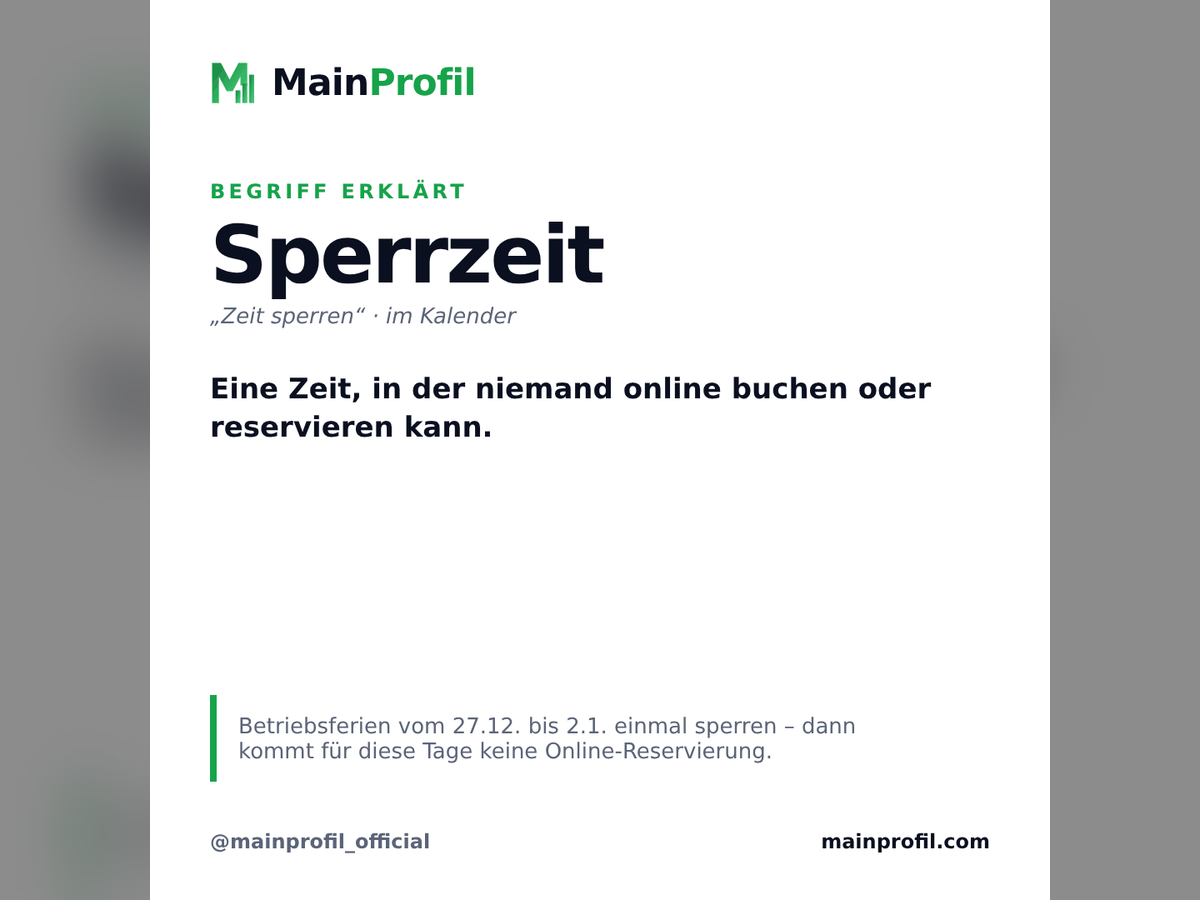 MainProfil
BEGRIFF ERKLÄRT
Sperrzeit
„Zeit sperren“ · im Kalender
Eine Zeit, in der niemand online buchen oder
reservieren kann.
Betriebsferien vom 27.12. bis 2.1. einmal sperren – dann
kommt für diese Tage keine Online-Reservierung.
@mainprofil_official
mainprofil.com